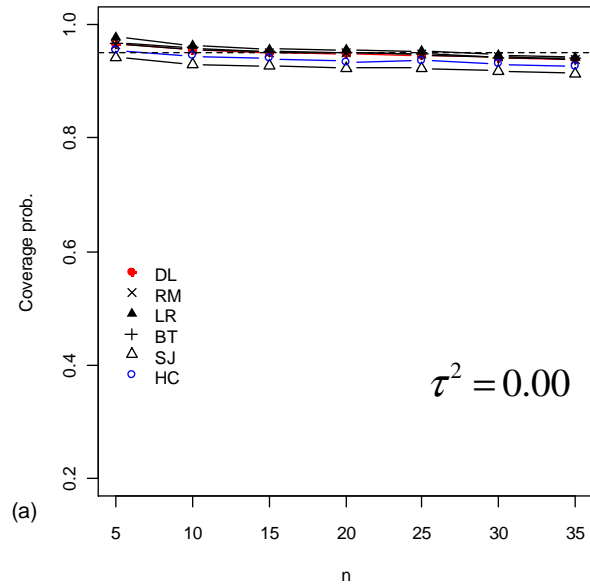 1.0
0.8
0.6
0.4
0.2
Coverage prob.
DL
RM
LR
BT
SJ
HC
τ² = 0.00
(a)
5 10 15 20 25 30 35
n